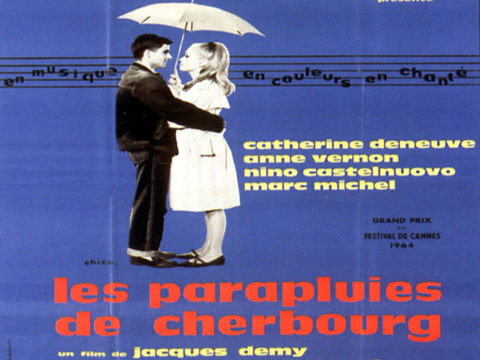 présente
en musique en couleurs en chanté
catherine deneuve
anne vernon
nino castelnuovo
marc michel
GRAND PRIX
FESTIVAL DE CANNES
1964
chica.
les parapluies
de cherbourg
un film de jacques demy